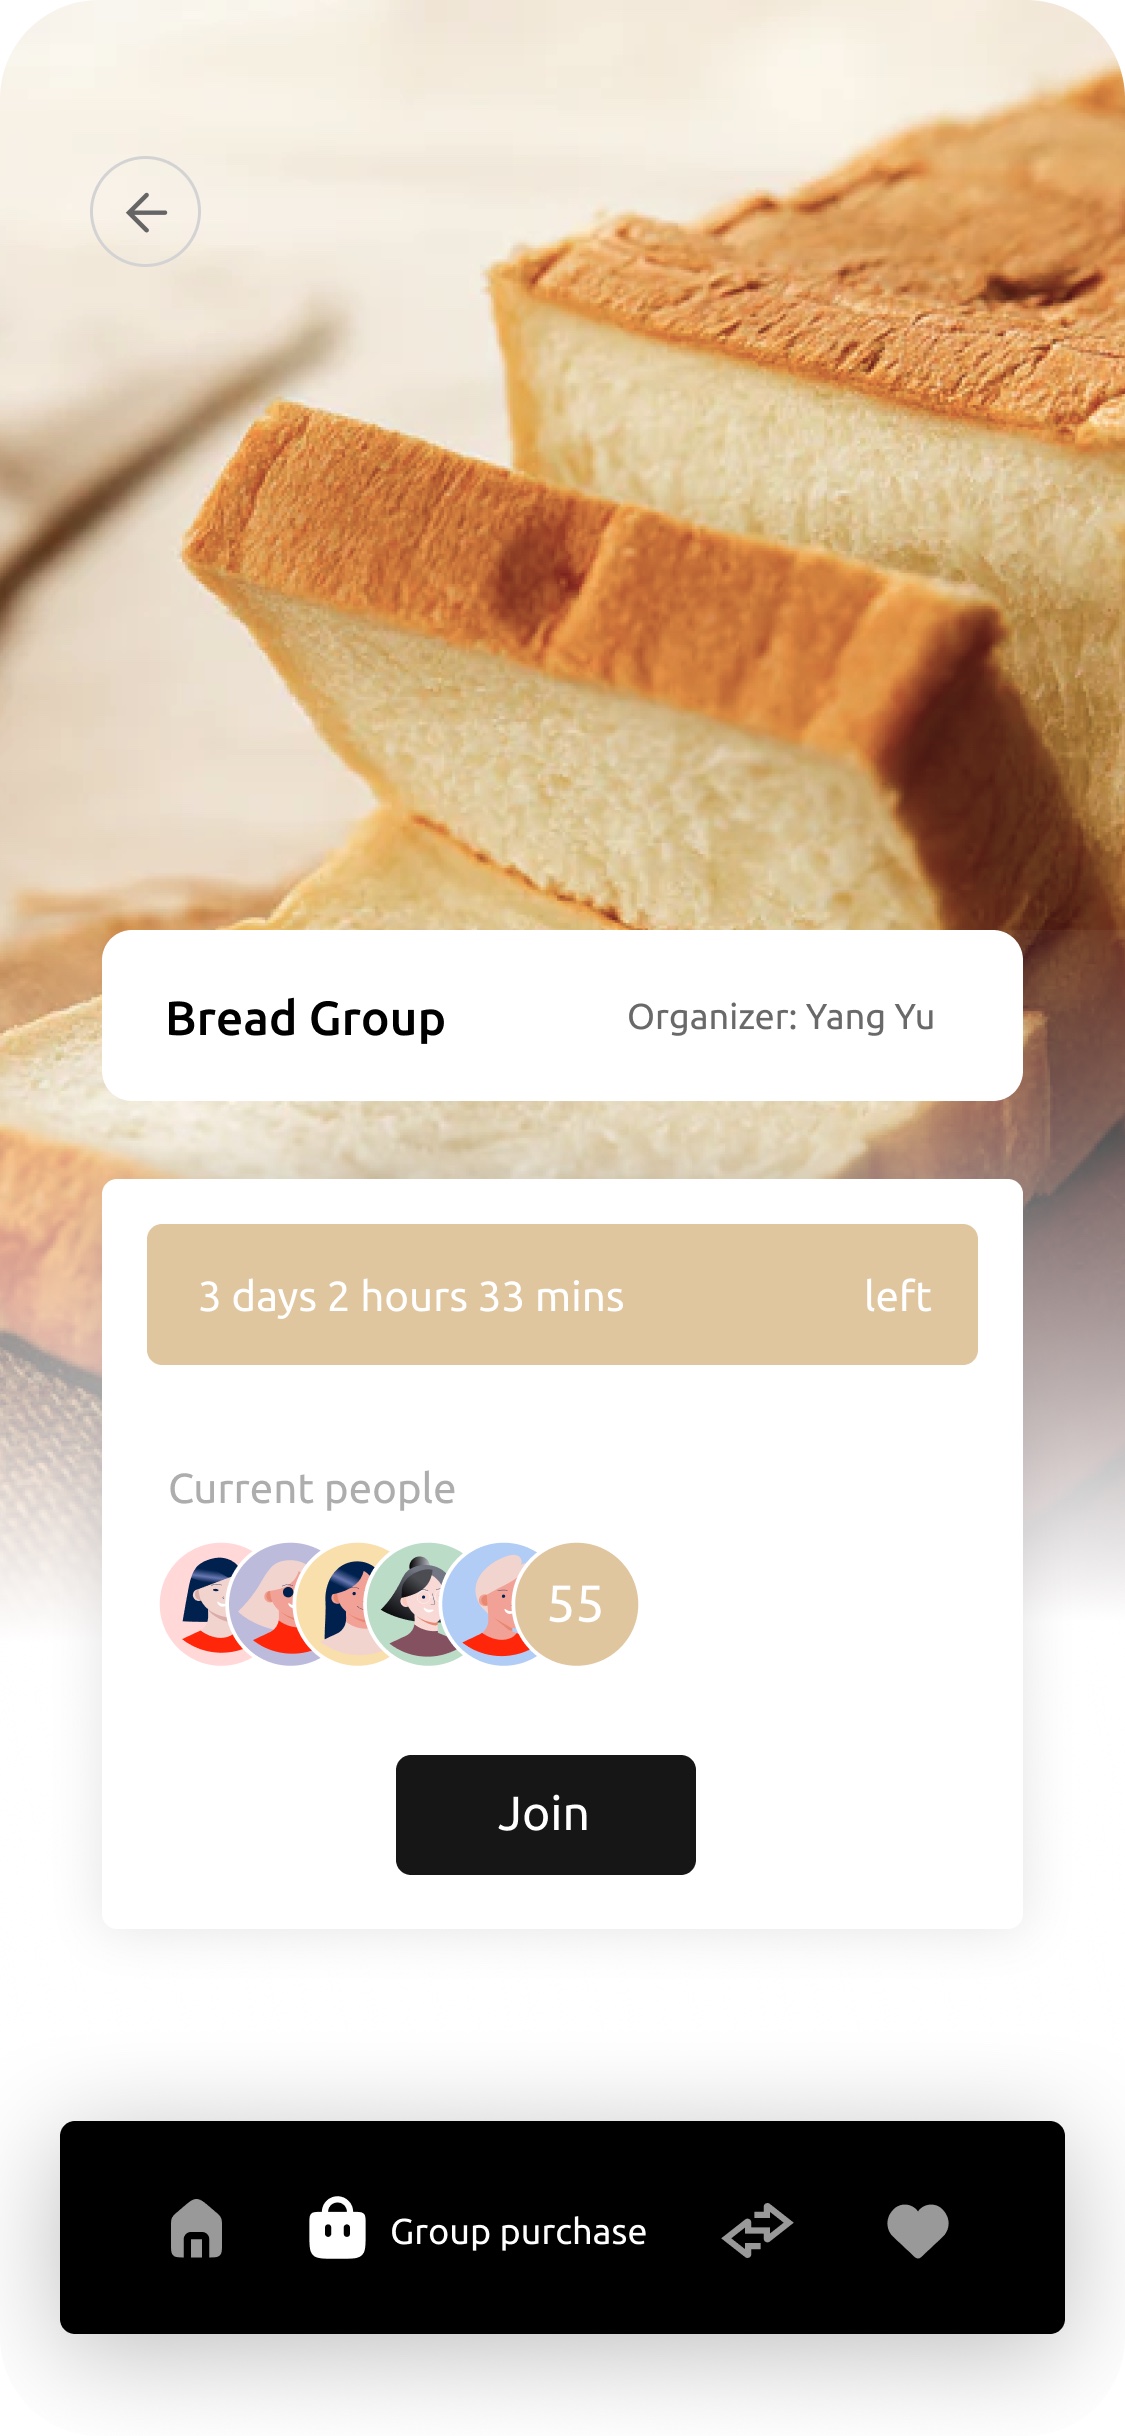 Bread Group
Organizer: Yang Yu
3 days 2 hours 33 mins left
Current people
55
Join
Group purchase